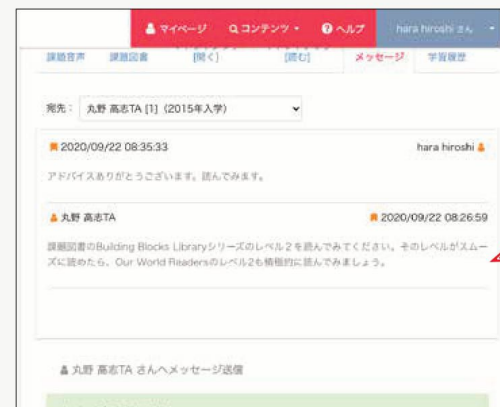 マイページ コンテンツ ヘルプ hara hiroshi さん
課題音声 課題図書 [聞く] [読む] メッセージ 学習履歴
宛先： 丸野 高志TA [1] (2015年入学)
2020/09/22 08:35:33 hara hiroshi
アドバイスありがとうございます。読んでみます。
丸野 高志TA 2020/09/22 08:26:59
課題図書のBuilding Blocks Libraryシリーズのレベル２を読んでみてください。そのレベルがスムー
ズに読めたら、Our World Readersのレベル2も積極的に読んでみましょう。
丸野 高志TA さんへメッセージ送信